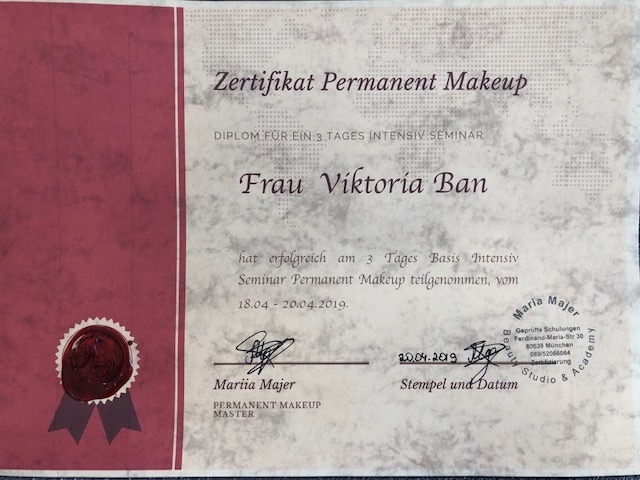 Zertifikat Permanent Makeup
DIPLOM FÜR EIN 3 TAGES INTENSIV SEMINAR
Frau Viktoria Ban
hat erfolgreich am 3 Tages Basis Intensiv
Seminar Permanent Makeup teilgenommen, vom
18.04 - 20.04.2019.
20.04.2019
Mariia Majer
PERMANENT MAKEUP
MASTER
Stempel und Datum
Maria Majer
Geprüfte Schulungen
Ferdinand-Maria-Str 30
80639 München
089/52066064
Zertifizierung
Beauty Studio & Academy